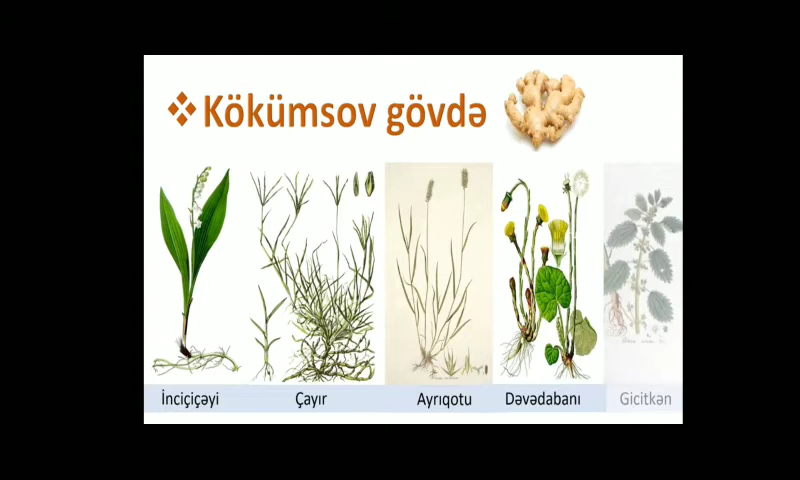 ❖Kökümsov gövdə
İnciçiçəyi Çayır Ayrıqotu Dəvədabanı Gicitkən